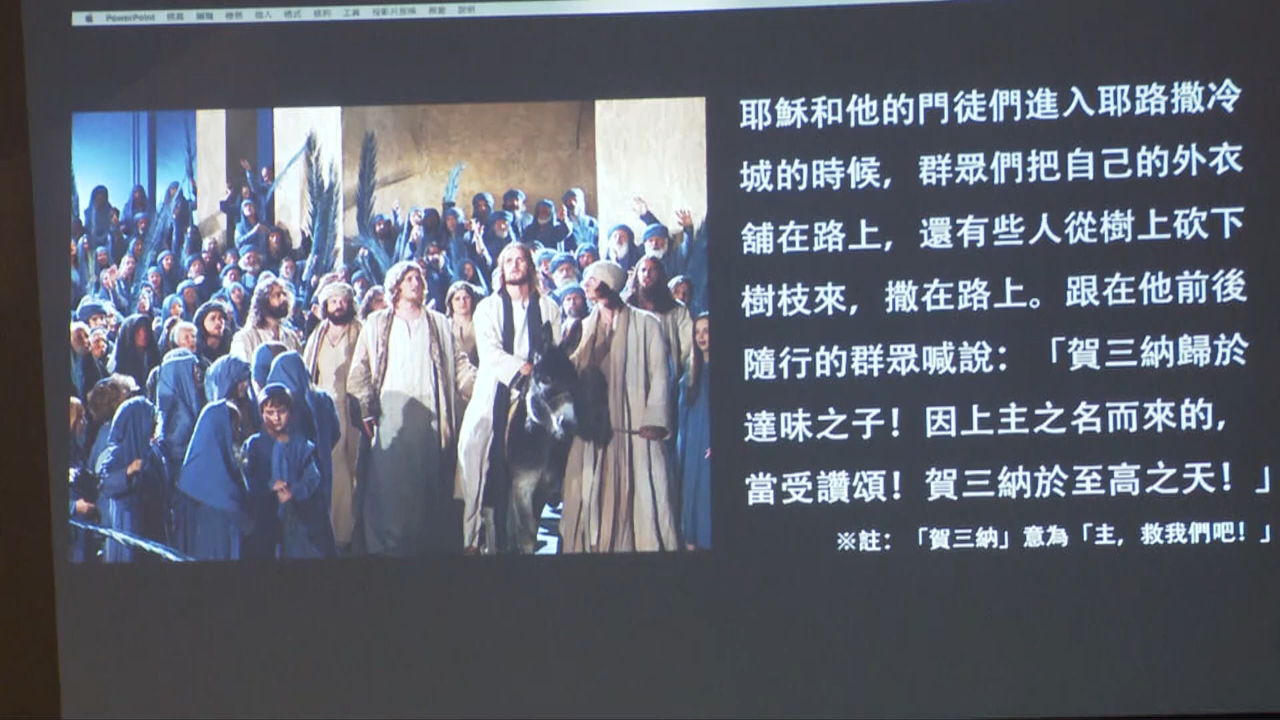 PowerPoint
耶穌和他的門徒們進入耶路撒冷
城的時候，群眾們把自己的外衣
舖在路上，還有些人從樹上砍下
樹枝來，撒在路上。跟在他前後
隨行的群眾喊說：「賀三納歸於
達味之子！因上主之名而來的，
當受讚頌！賀三納於至高之天！」
※註：「賀三納」意為「主，救我們吧！」